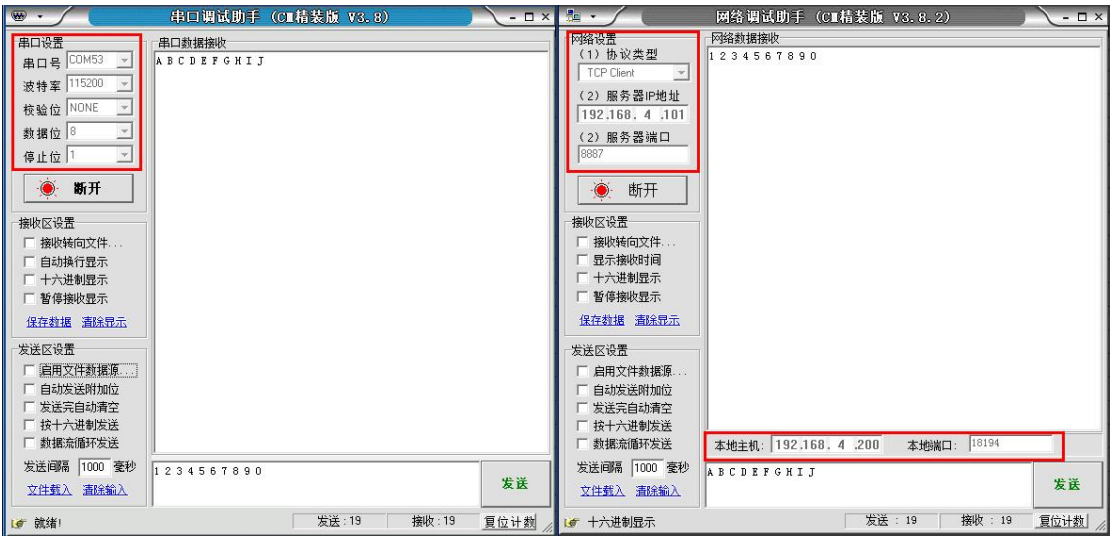 串口调试助手 (CⅢ精装版 V3.8)
串口设置
串口号 COM53
波特率 115200
校验位 NONE
数据位 8
停止位 1
断开
接收区设置
接收转向文件...
自动换行显示
十六进制显示
暂停接收显示
保存数据 清除显示
发送区设置
启用文件数据源...
自动发送附加位
发送完自动清空
按十六进制发送
数据流循环发送
发送间隔 1000 毫秒
文件载入 清除输入
串口数据接收
A B C D E F G H I J
1 2 3 4 5 6 7 8 9 0
发送
就绪!
发送:19
接收:19
复位计数
网络调试助手 (CⅢ精装版 V3.8.2)
网络设置
(1) 协议类型
TCP Client
(2) 服务器IP地址
192.168. 4 .101
(2) 服务器端口
8887
断开
接收区设置
接收转向文件...
显示接收时间
十六进制显示
暂停接收显示
保存数据 清除显示
发送区设置
启用文件数据源...
自动发送附加位
发送完自动清空
按十六进制发送
数据流循环发送
发送间隔 1000 毫秒
文件载入 清除输入
网络数据接收
1 2 3 4 5 6 7 8 9 0
本地主机: 192.168. 4 .200 本地端口: 18194
A B C D E F G H I J
发送
十六进制显示
发送 : 19
接收 : 19
复位计数